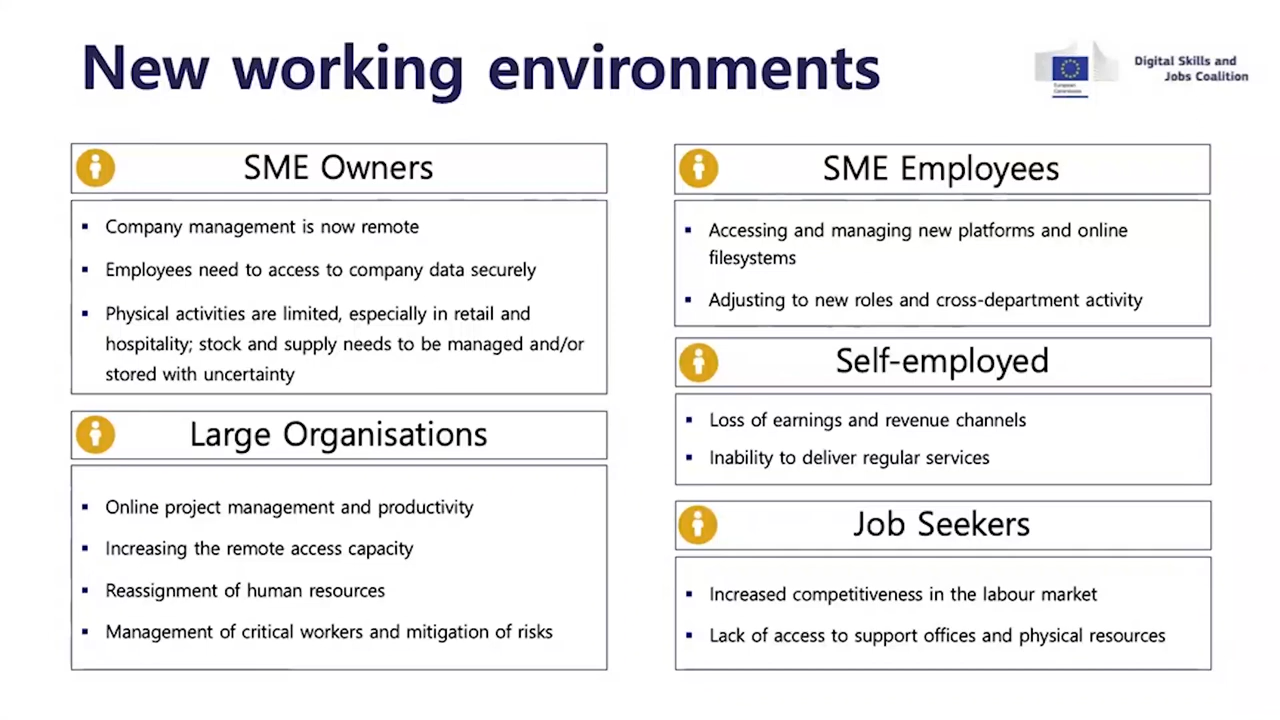 New working environments
European
Commission
Digital Skills and
Jobs Coalition
SME Owners
▪ Company management is now remote
▪ Employees need to access to company data securely
▪ Physical activities are limited, especially in retail and
hospitality; stock and supply needs to be managed and/or
stored with uncertainty
Large Organisations
▪ Online project management and productivity
▪ Increasing the remote access capacity
▪ Reassignment of human resources
▪ Management of critical workers and mitigation of risks
SME Employees
▪ Accessing and managing new platforms and online
filesystems
▪ Adjusting to new roles and cross-department activity
Self-employed
▪ Loss of earnings and revenue channels
▪ Inability to deliver regular services
Job Seekers
▪ Increased competitiveness in the labour market
▪ Lack of access to support offices and physical resources